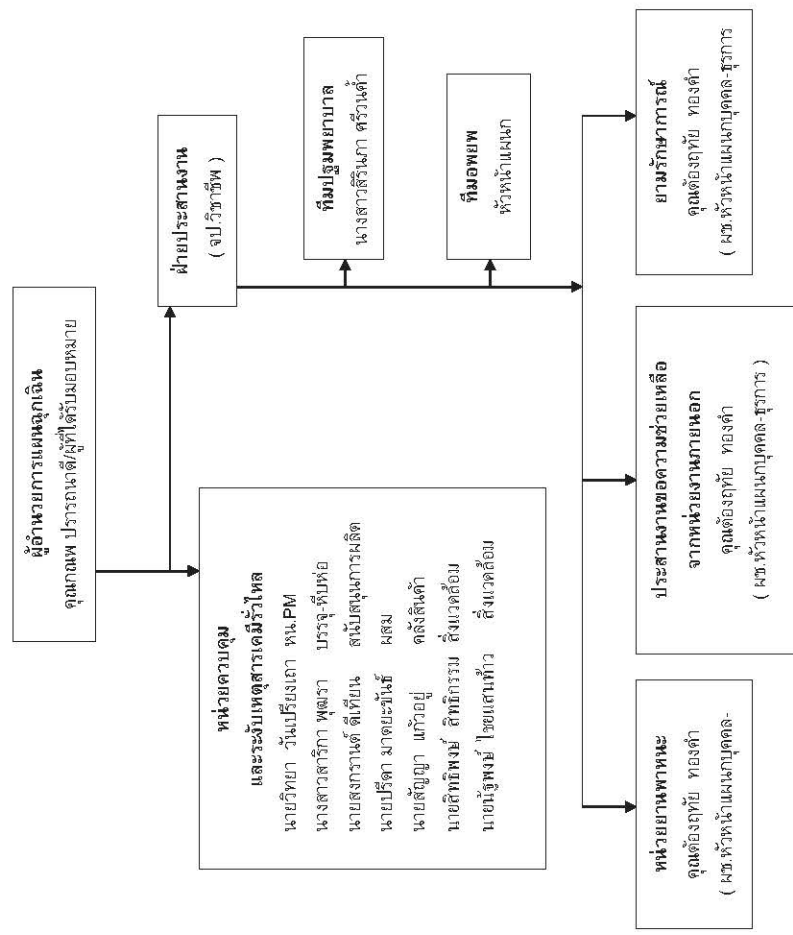 ผู้อำนวยการแผนฉุกเฉิน
คุณกณพ ปรารถนาดี/ผู้ที่ได้รับมอบหมาย
ฝ่ายประสานงาน
( จป.วิชาชีพ )
หน่วยควบคุม
และระงับเหตุสารเคมีรั่วไหล
นายวิทยา วันเปรียงเถา หน.PM
นางสาวสาริกา พุฒรา บรรจุ-หีบห่อ
นายสงกรานต์ ดีเทียน สนับสนุนการผลิต
นายปรีดา มาตยะขันธ์ ผสม
นายสัญญา แก้วอยู่ คลังสินค้า
นายสิทธิพงษ์ สิทธิกรรม สิ่งแวดล้อม
นายนัฐพงษ์ ไชยแสนท้าว สิ่งแวดล้อม
ทีมปฐมพยาบาล
นางสาวสิรินภา ศรีวนคำ
ทีมอพยพ
หัวหน้าแผนก
หน่วยยานพาหนะ
คุณต้องฤทัย ทองคำ
( ผช.หัวหน้าแผนกบุคคล-
ประสานงานขอความช่วยเหลือ
จากหน่วยงานภายนอก
คุณต้องฤทัย ทองคำ
( ผช.หัวหน้าแผนกบุคคล-ธุรการ )
ยามรักษาการณ์
คุณต้องฤทัย ทองคำ
( ผช.หัวหน้าแผนกบุคคล-ธุรการ )